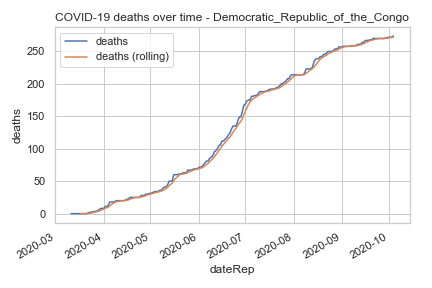 COVID-19 deaths over time - Democratic_Republic_of_the_Congo
deaths
deaths (rolling)
deaths
250
200
150
100
50
0
2020-03
2020-04
2020-05
2020-06
2020-07
2020-08
2020-09
2020-10
dateRep